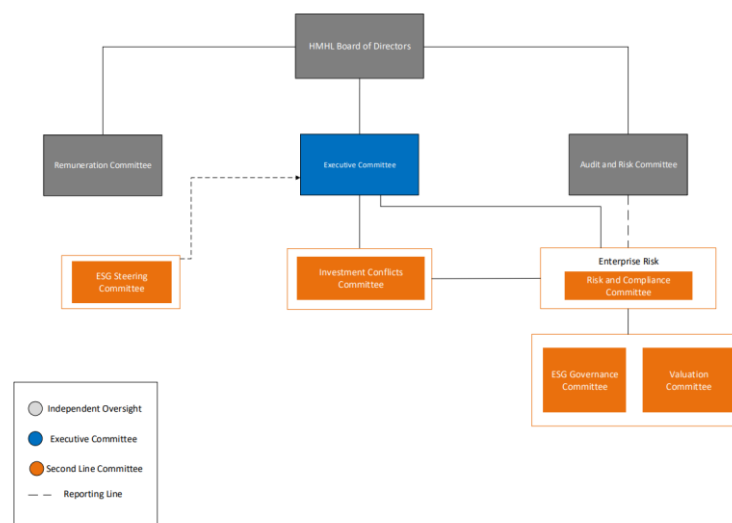 HMHL Board of Directors
Remuneration Committee
Executive Committee
Audit and Risk Committee
ESG Steering
Committee
Investment Conflicts
Committee
Enterprise Risk
Risk and Compliance
Committee
ESG Governance
Committee
Valuation
Committee
Independent Oversight
Executive Committee
Second Line Committee
Reporting Line